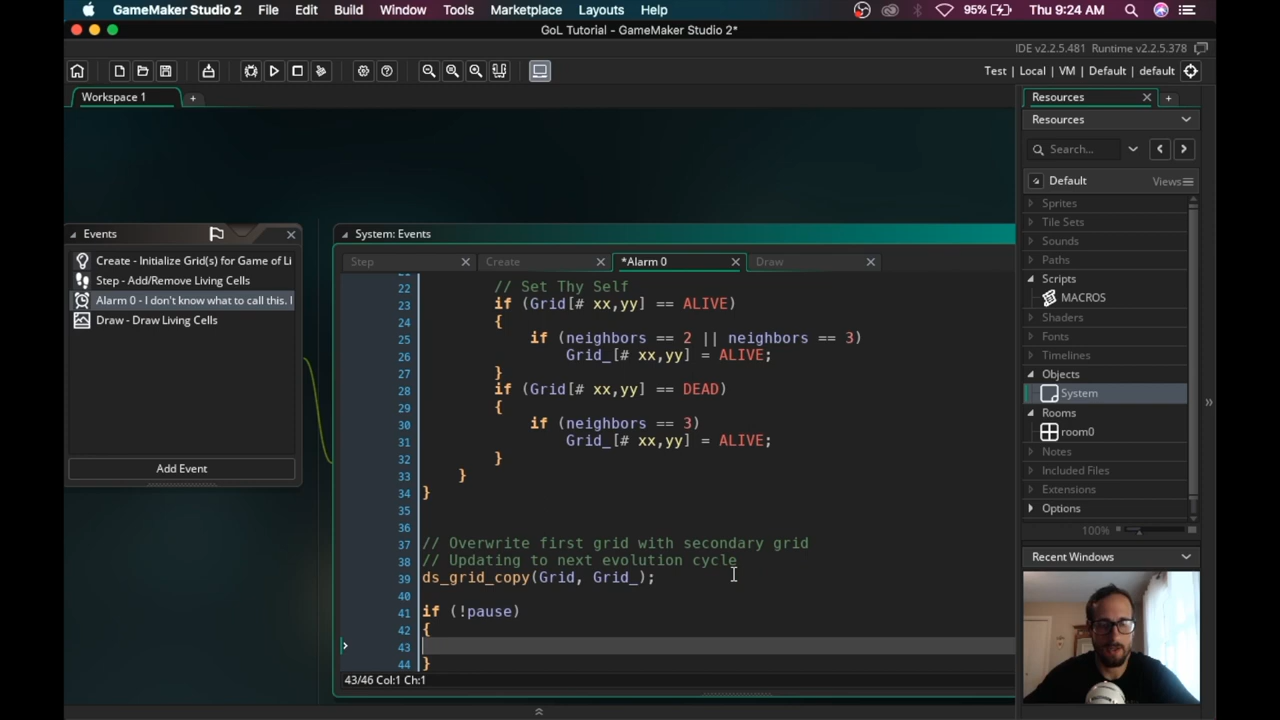 GameMaker Studio 2 File Edit Build Window Tools Marketplace Layouts Help 95% Thu 9:24 AM
GoL Tutorial - GameMaker Studio 2*
IDE v2.2.5.481 Runtime v2.2.5.378
Test | Local | VM | Default | default
Workspace 1 +
Resources +
Resources
Search...
Default Views
Sprites
Tile Sets
Sounds
Paths
Scripts
MACROS
Shaders
Fonts
Timelines
Objects
System
Rooms
room0
Notes
Included Files
Extensions
Options
100%
Recent Windows
Events
Create - Initialize Grid(s) for Game of Li
Step - Add/Remove Living Cells
Alarm 0 - I don't know what to call this. I
Draw - Draw Living Cells
Add Event
System: Events
Step Create *Alarm 0 Draw
22 // Set Thy Self
23 if (Grid[# xx,yy] == ALIVE)
24 {
25 if (neighbors == 2 || neighbors == 3)
26 Grid_[# xx,yy] = ALIVE;
27 }
28 if (Grid[# xx,yy] == DEAD)
29 {
30 if (neighbors == 3)
31 Grid_[# xx,yy] = ALIVE;
32 }
33 }
34 }
35
36
37 // Overwrite first grid with secondary grid
38 // Updating to next evolution cycle
39 ds_grid_copy(Grid, Grid_);
40
41 if (!pause)
42 {
43
44 }
43/46 Col:1 Ch:1